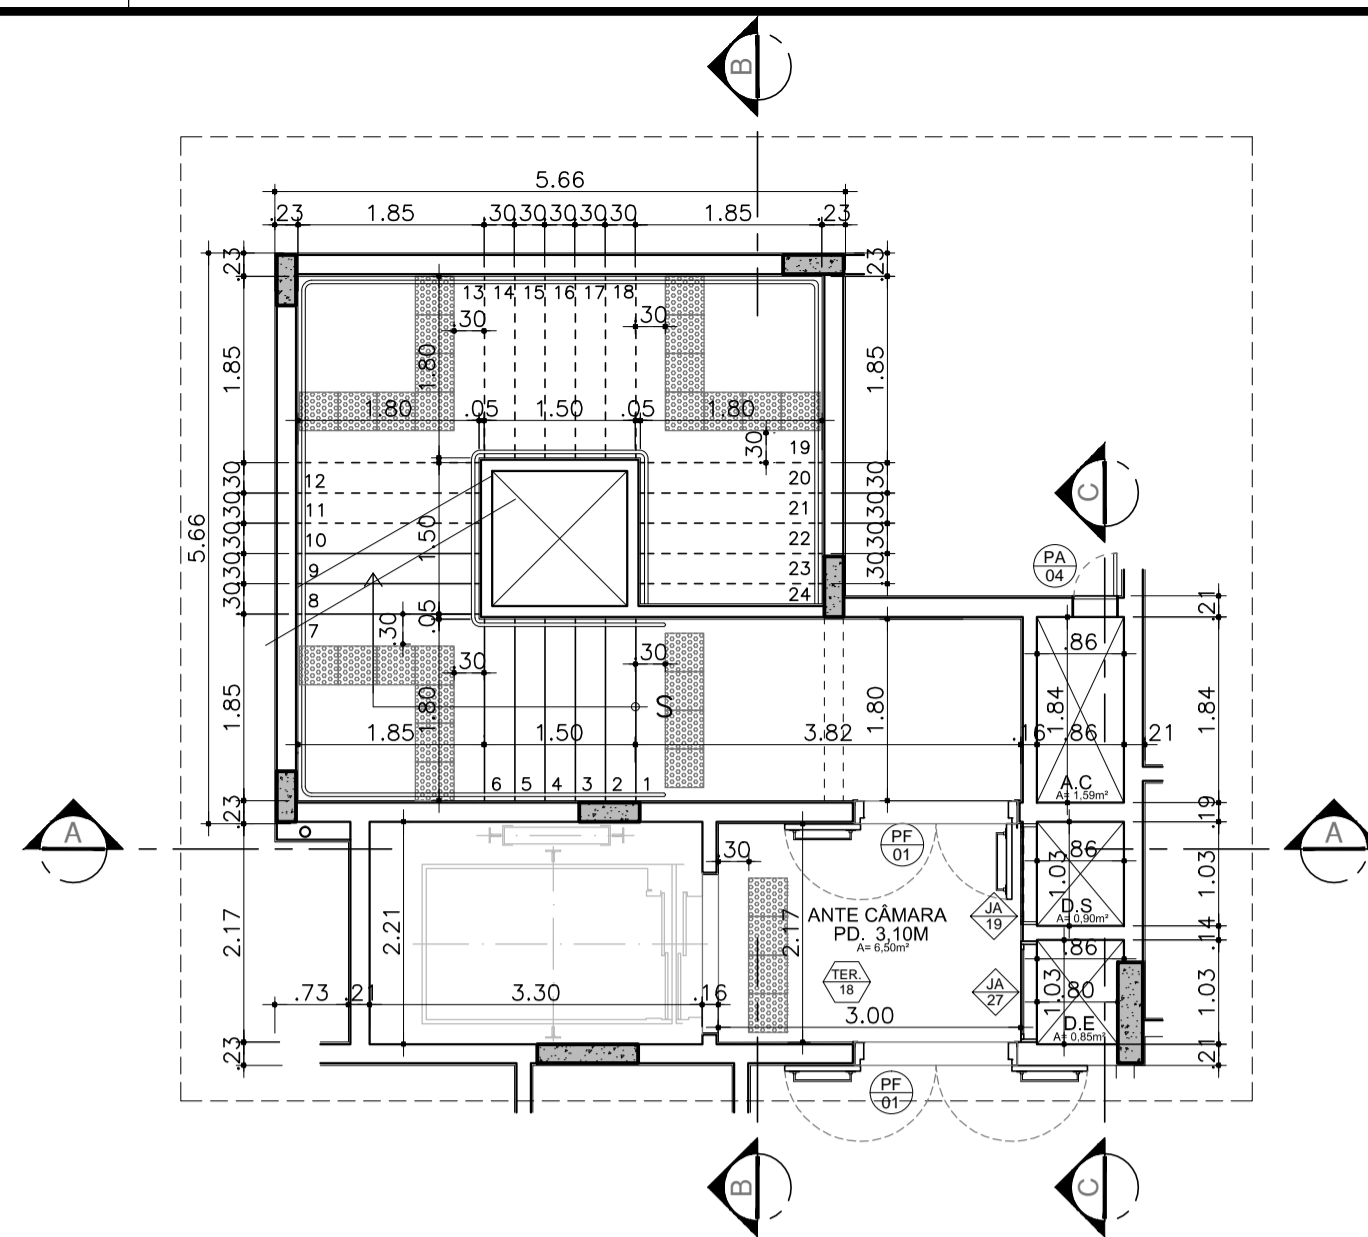 B
5.66
.23 1.85 .30 .30 .30 .30 .30 1.85 .23
.23
.23
13 14 15 16 17 18
.30
.30
1.85
1.80
1.85
1.80 .05 1.50 .05 1.80
.30
19
C
12
20
11
21
10
22
9
23
8
24
7
.30
.30
.30
.30
.30
.30
.30
.30
.30
.30
5.66
1.50
PA
04
.05
.30
.21
.30
.30
.86
1.85
1.80
S
1.80
1.84
1.84
1.85 1.50 3.82 .16 .86 .21
6 5 4 3 2 1
A.C
A= 1,59m²
.23
.19
A
A
PF
01
.30
.86
1.03
1.03
2.17
2.21
2.17
ANTE CÂMARA
PD. 3,10M
A= 6,50m²
JA
19
D.S
A= 0,90m²
.14
.86
TER.
18
JA
27
1.03
.80
1.03
.73 .21 3.30 .16
3.00
D.E
A= 0,85m²
.23
.21
PF
01
B
C